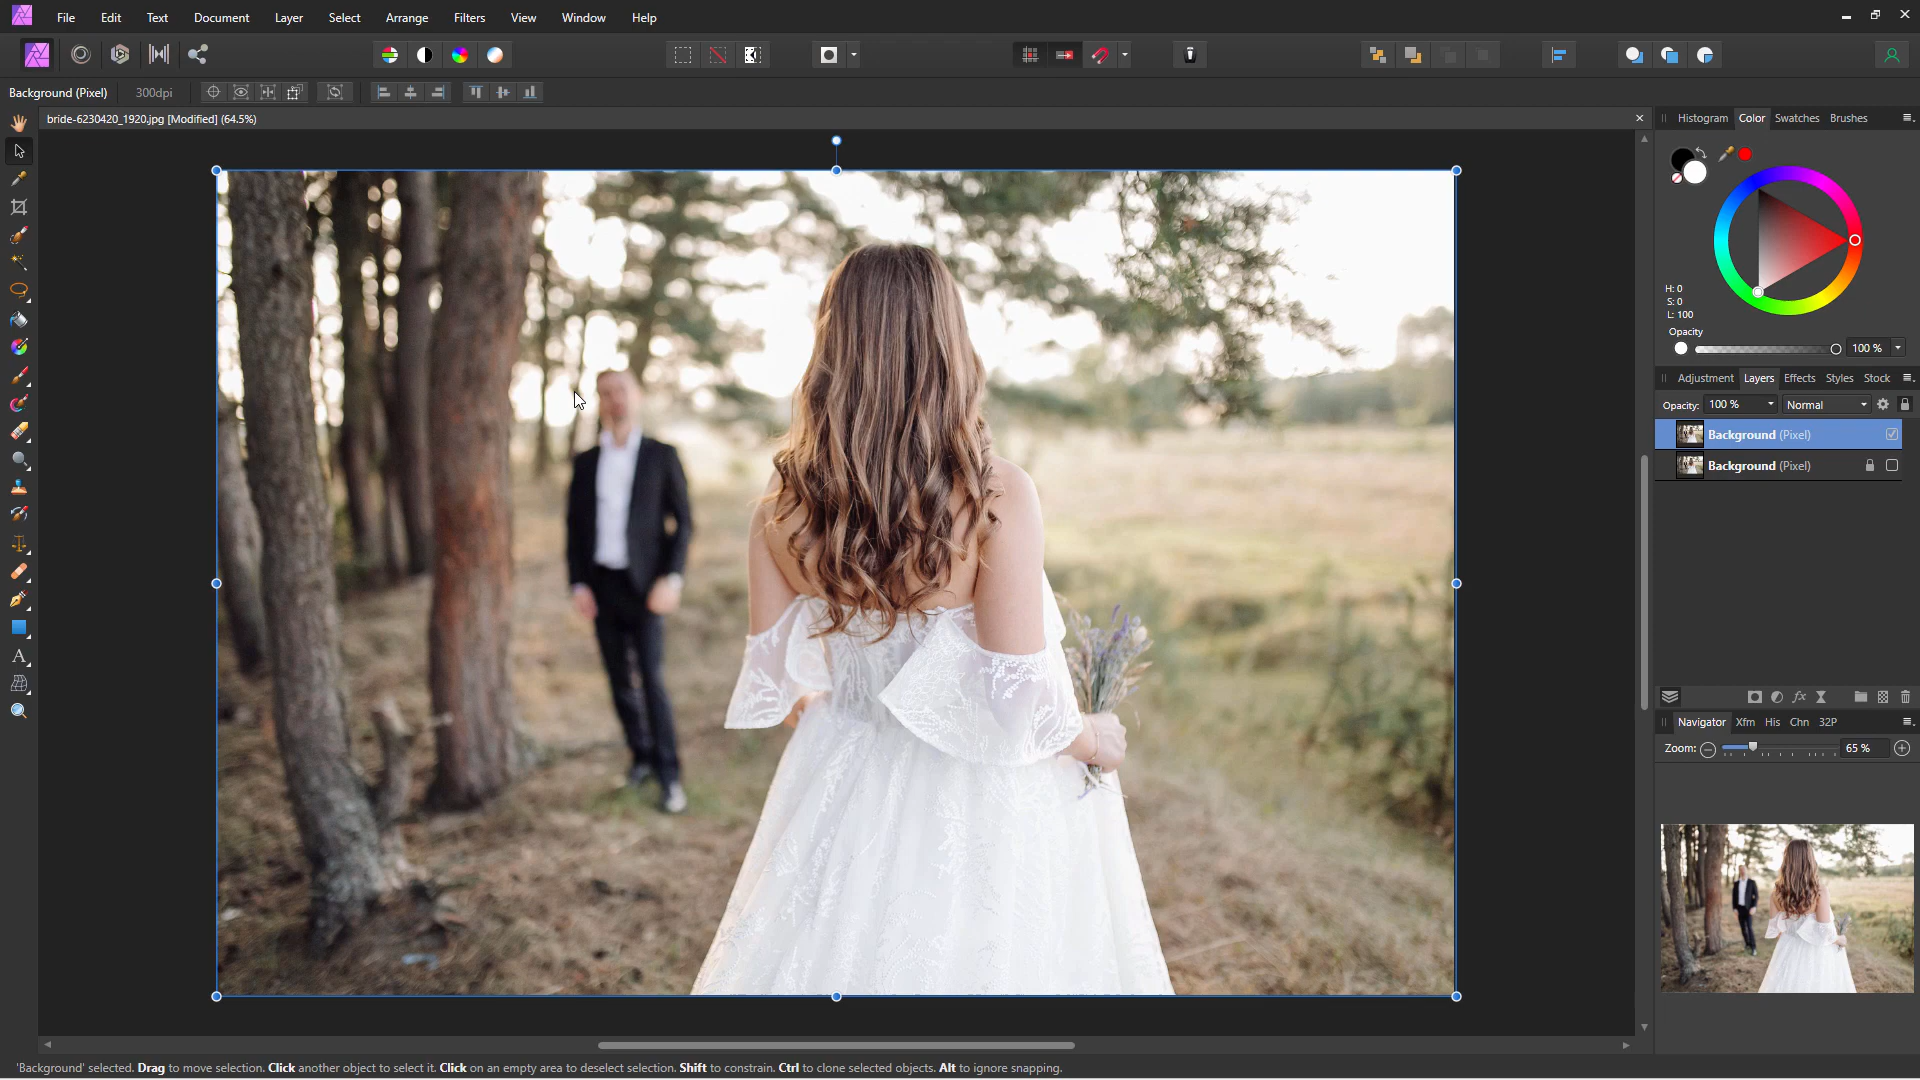 File Edit Text Document Layer Select Arrange Filters View Window Help
Background (Pixel) 300dpi
bride-6230420_1920.jpg [Modified] (64.5%)
Histogram Color Swatches Brushes
H: 0
S: 0
L: 100
Opacity
100 %
Adjustment Layers Effects Styles Stock
Opacity: 100 % Normal
Background (Pixel)
Background (Pixel)
Navigator Xfm His Chn 32P
Zoom: 65 %
'Background' selected. Drag to move selection. Click another object to select it. Click on an empty area to deselect selection. Shift to constrain. Ctrl to clone selected objects. Alt to ignore snapping.